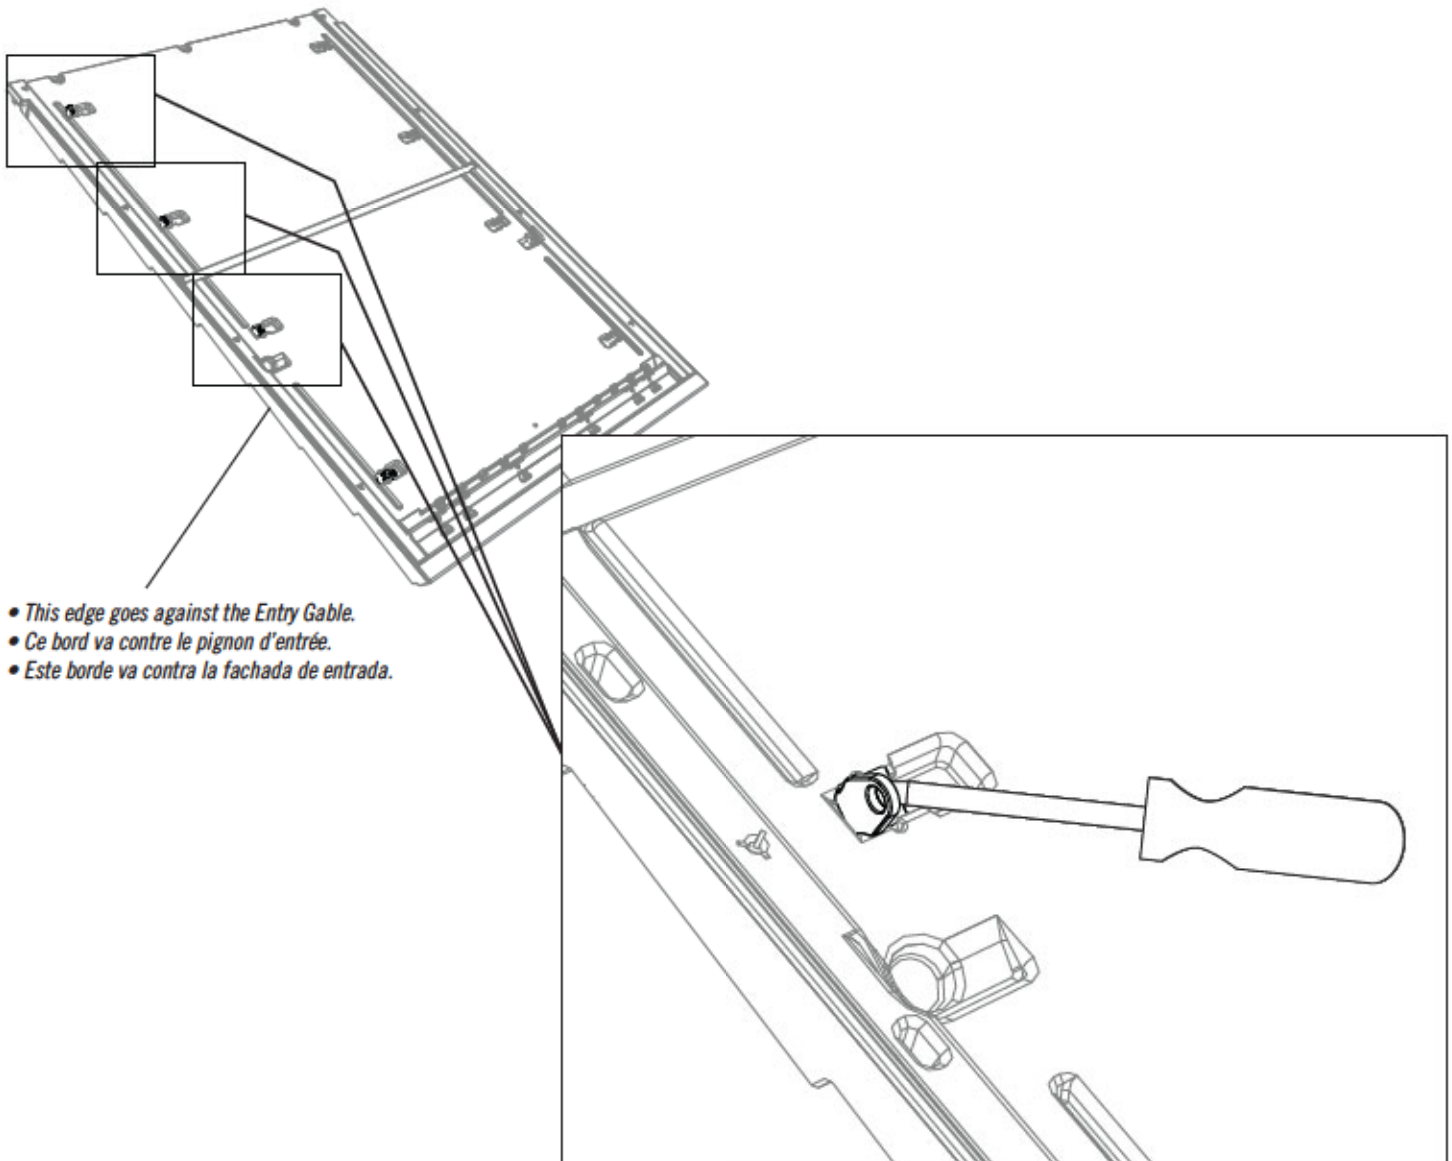 • This edge goes against the Entry Gable.
• Ce bord va contre le pignon d'entrée.
• Este borde va contra la fachada de entrada.